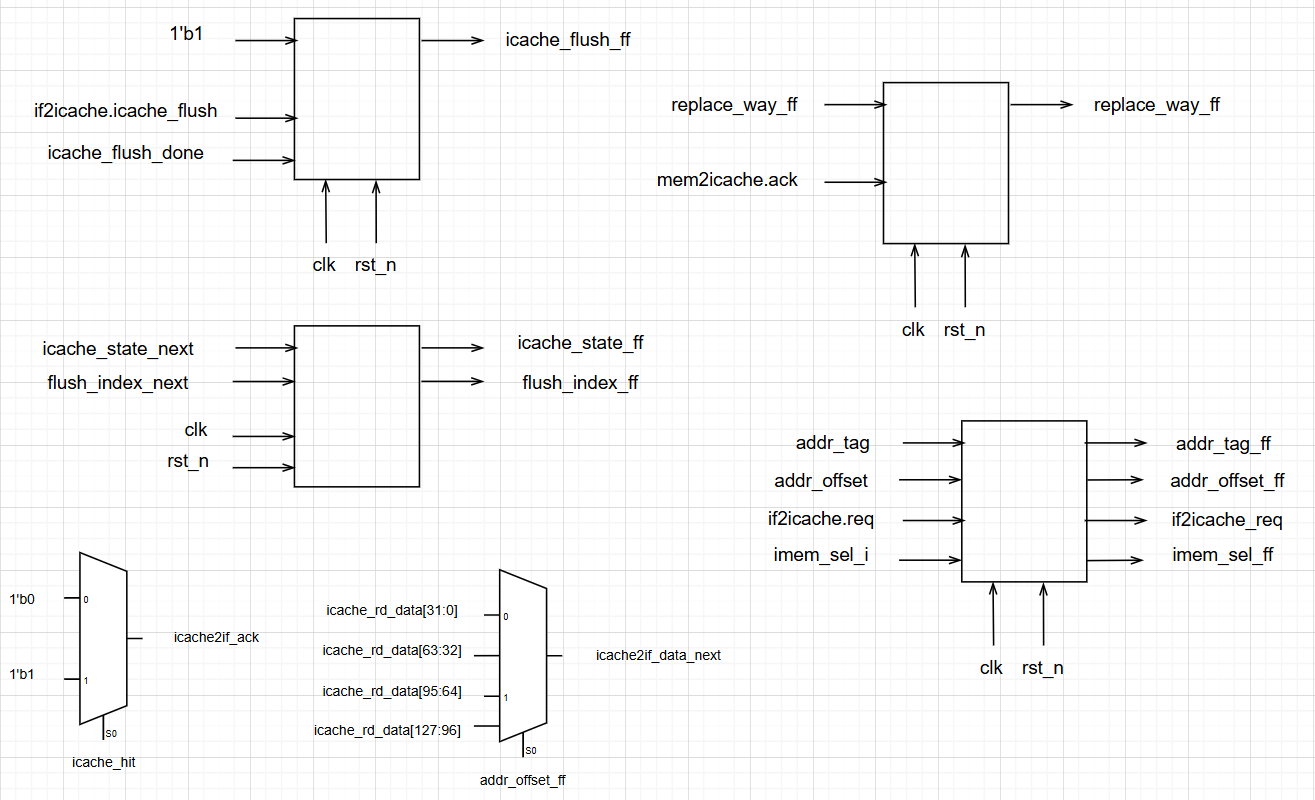 1'b1
icache_flush_ff
if2icache.icache_flush
icache_flush_done
clk
rst_n
replace_way_ff
replace_way_ff
mem2icache.ack
clk
rst_n
icache_state_next
icache_state_ff
flush_index_next
flush_index_ff
clk
rst_n
addr_tag
addr_tag_ff
addr_offset
addr_offset_ff
if2icache.req
if2icache_req
imem_sel_i
imem_sel_ff
clk
rst_n
1'b0
0
icache2if_ack
1'b1
1
S0
icache_hit
icache_rd_data[31:0]
0
icache_rd_data[63:32]
icache2if_data_next
icache_rd_data[95:64]
1
icache_rd_data[127:96]
S0
addr_offset_ff